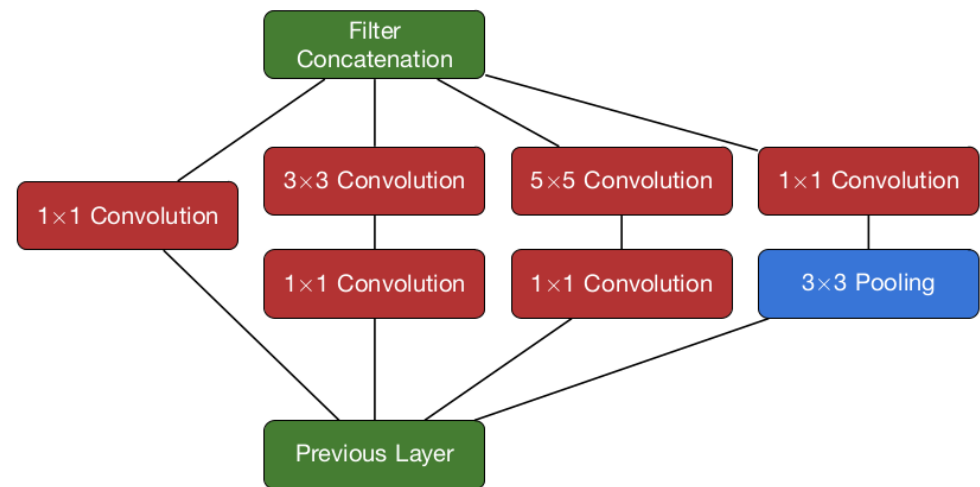 Filter
Concatenation
3×3 Convolution
5×5 Convolution
1×1 Convolution
1×1 Convolution
1×1 Convolution
1×1 Convolution
3×3 Pooling
Previous Layer